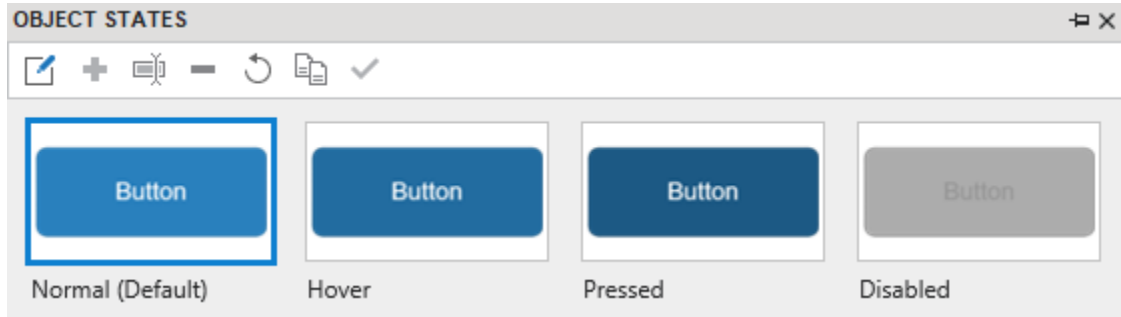 OBJECT STATES
Button Button Button Button
Normal (Default) Hover Pressed Disabled